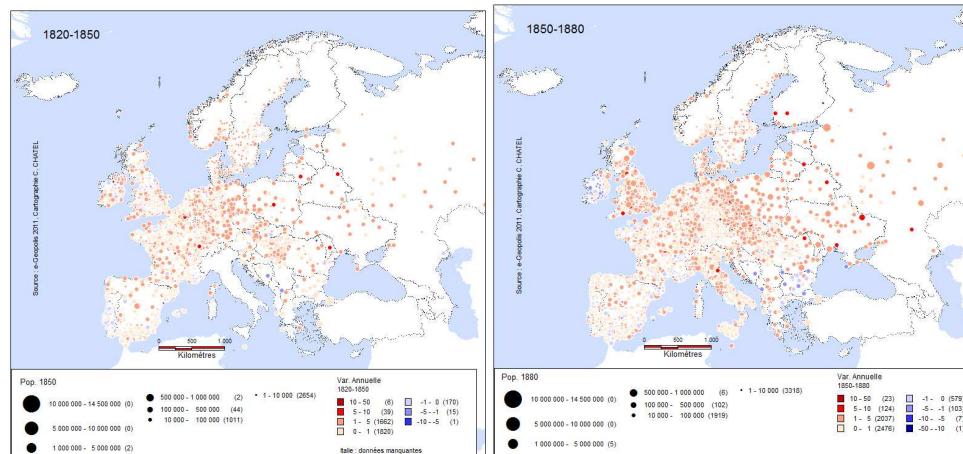 1820-1850
Source : e-Geopolis 2011. Cartographie C. CHATEL
0 500 1 000
Kilométres
Pop. 1850
10 000 000 - 14 500 000 (0)
5 000 000 - 10 000 000 (0)
1 000 000 - 5 000 000 (2)
500 000 - 1 000 000 (2)
100 000 - 500 000 (44)
10 000 - 100 000 (1011)
1 - 10 000 (2654)
Var. Annuelle
1820-1850
10 - 50 (6)
5 - 10 (39)
1 - 5 (1662)
0 - 1 (1820)
-1 - 0 (170)
-5 - -1 (15)
-10 - -5 (1)
Italie : données manquantes
1850-1880
Source : e-Geopolis 2011. Cartographie C. CHATEL
0 500 1 000
Kilométres
Pop. 1880
10 000 000 - 14 500 000 (0)
5 000 000 - 10 000 000 (0)
1 000 000 - 5 000 000 (5)
500 000 - 1 000 000 (6)
100 000 - 500 000 (102)
10 000 - 100 000 (1919)
1 - 10 000 (3318)
Var. Annuelle
1850-1880
10 - 50 (23)
5 - 10 (124)
1 - 5 (2037)
0 - 1 (2476)
-1 - 0 (579)
-5 - -1 (103)
-10 - -5 (7)
-50 - -10 (1)